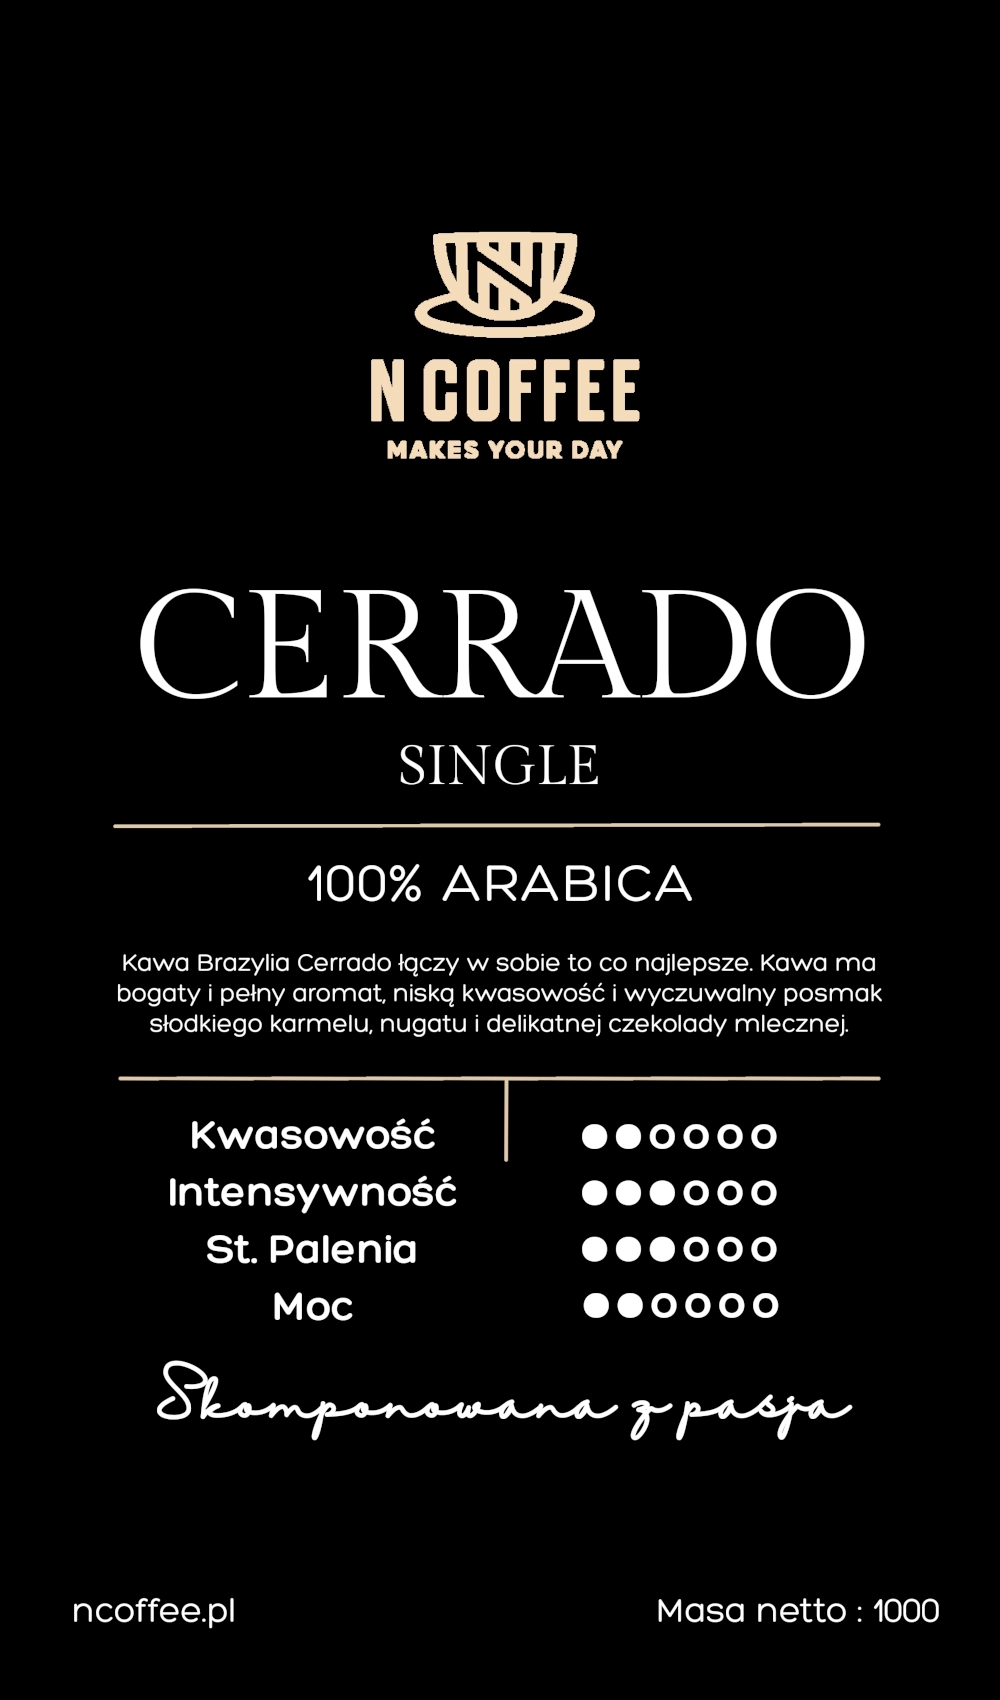 N COFFEE
MAKES YOUR DAY
CERRADO
SINGLE
100% ARABICA
Kawa Brazylia Cerrado łączy w sobie to co najlepsze. Kawa ma
bogaty i pełny aromat, niską kwasowość i wyczuwalny posmak
słodkiego karmelu, nugatu i delikatnej czekolady mlecznej.
Kwasowość
Intensywność
St. Palenia
Moc
Skomponowana z pasja
ncoffee.pl
Masa netto : 1000